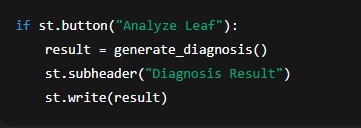 if st.button("Analyze Leaf"):
    result = generate_diagnosis()
    st.subheader("Diagnosis Result")
    st.write(result)